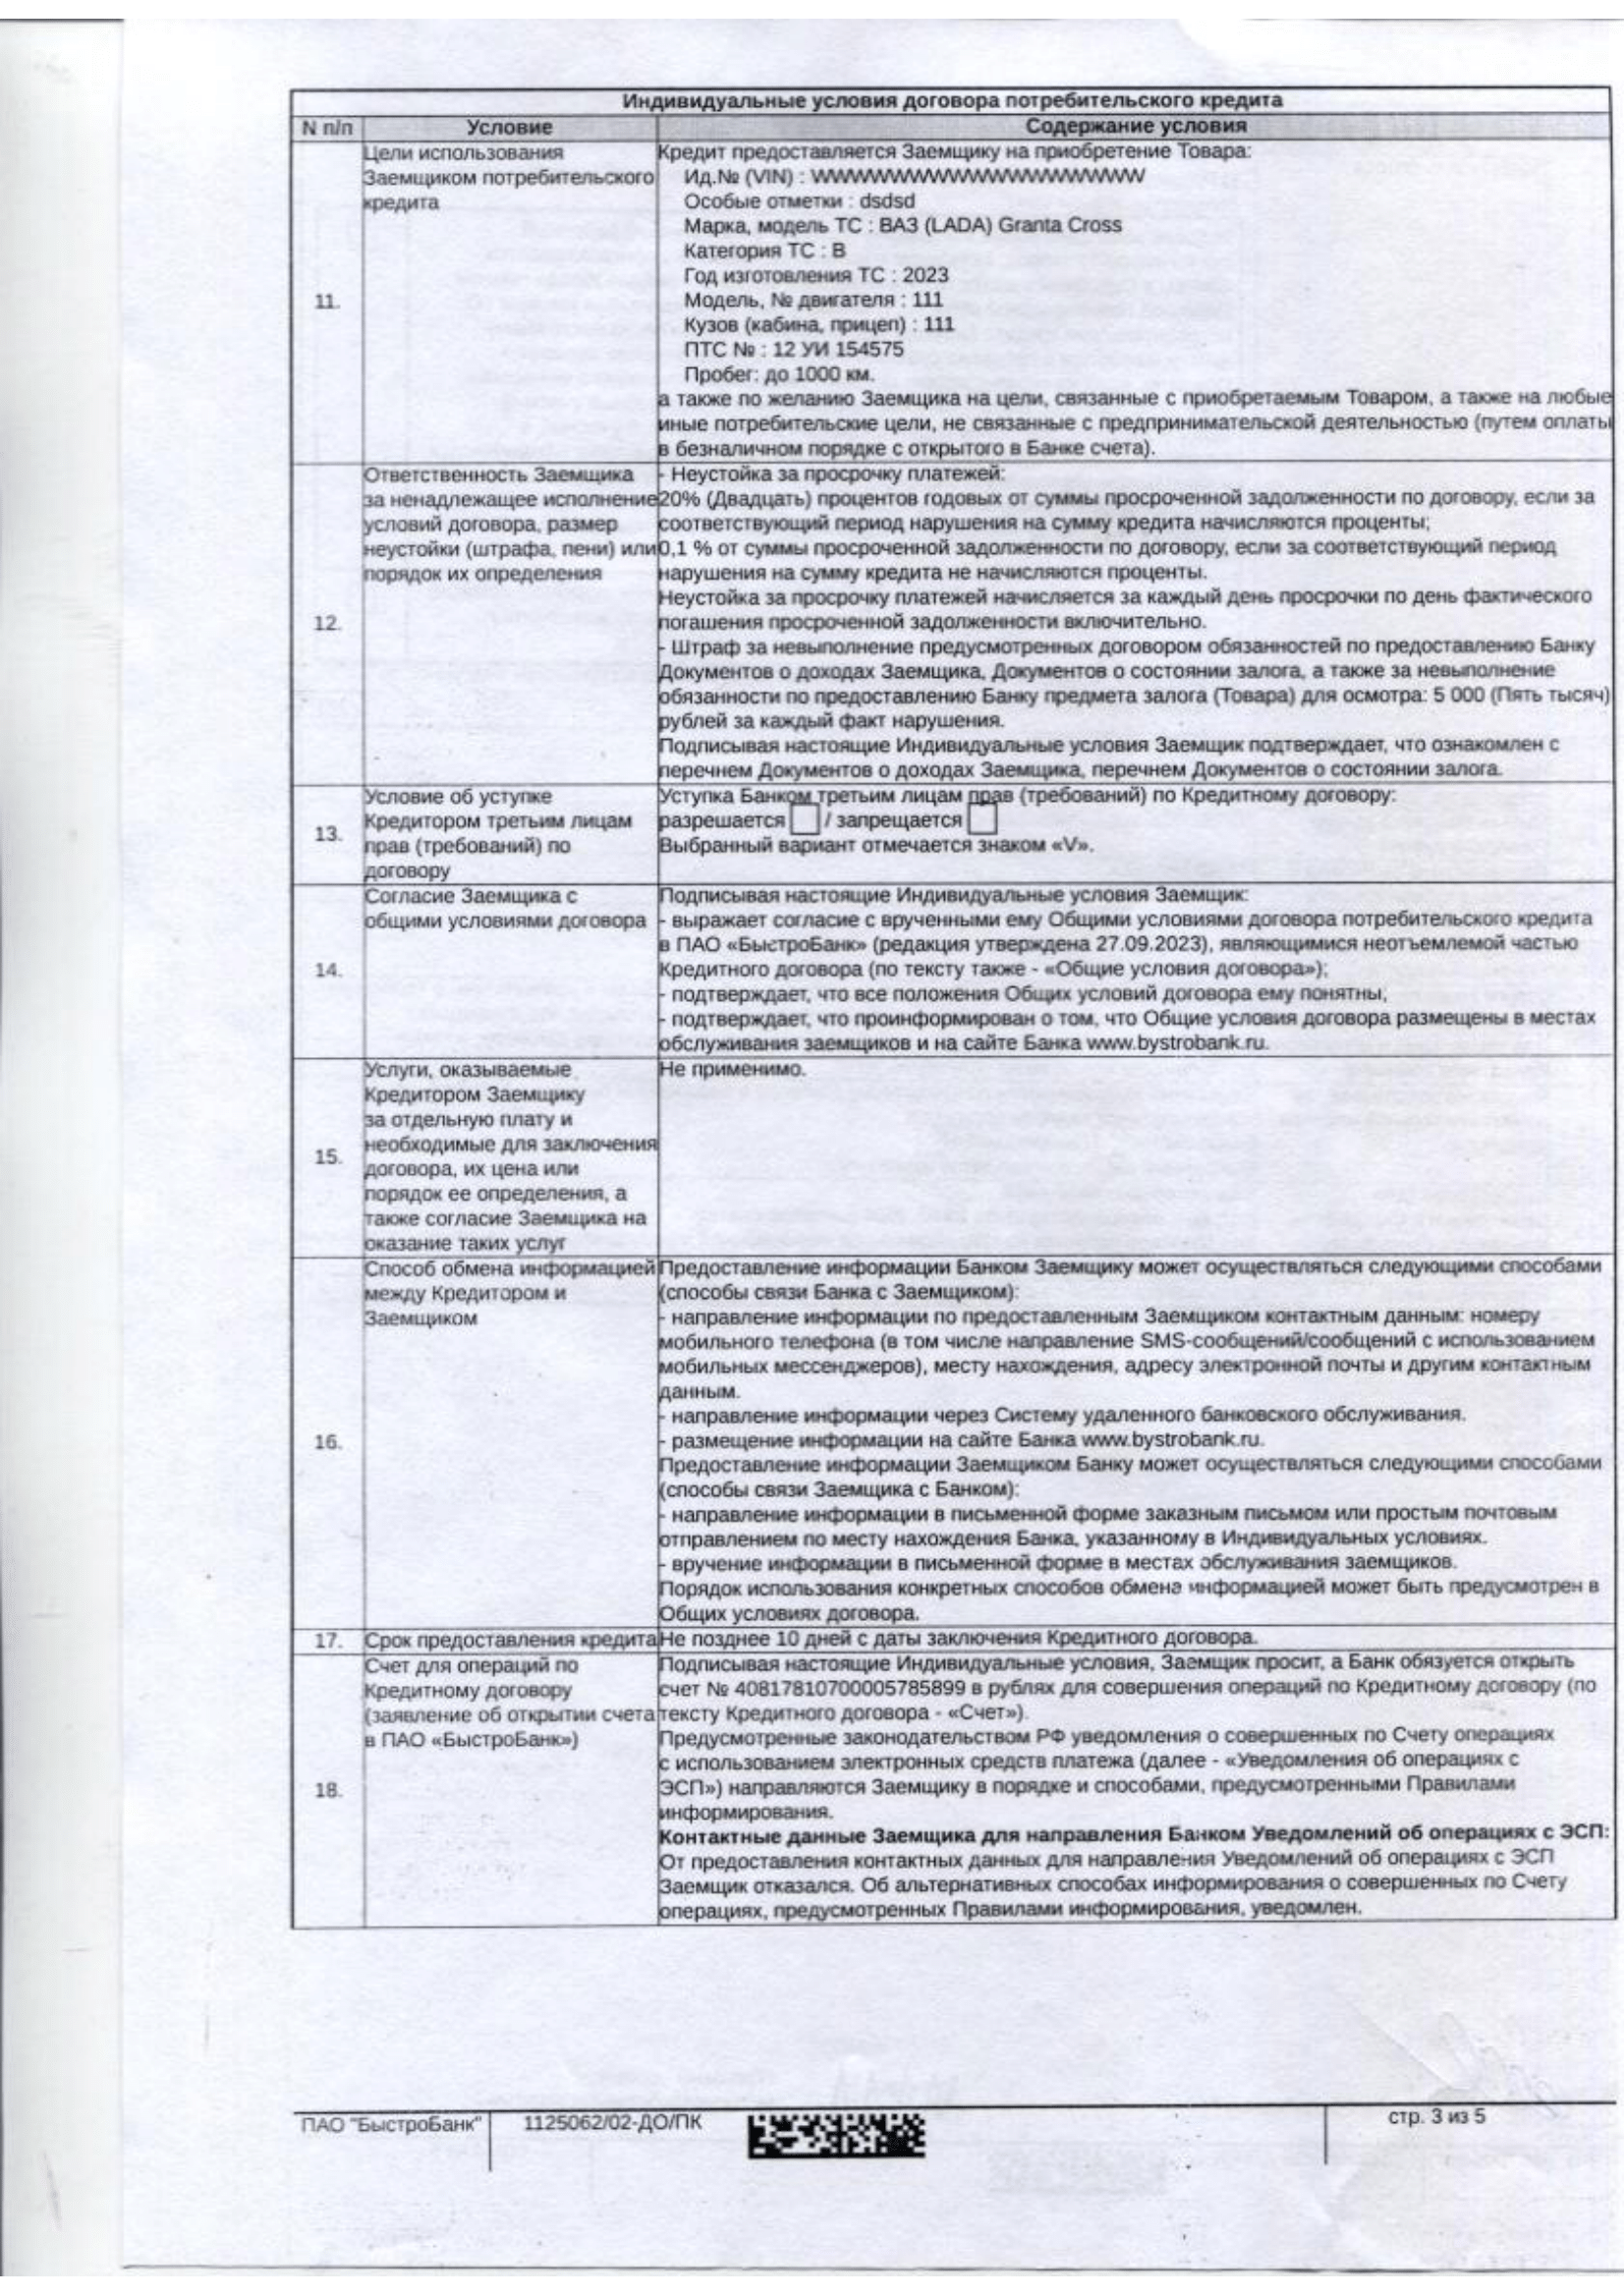 Индивидуальные условия договора потребительского кредита
N п/п Условие Содержание условия
11.
Цели использования
Заемщиком потребительского
кредита
Кредит предоставляется Заемщику на приобретение Товара:
Ид.№ (VIN) :
Особые отметки : dsdsd
Марка, модель ТС : ВАЗ (LADA) Granta Cross
Категория ТС : B
Год изготовления ТС : 2023
Модель, № двигателя : 111
Кузов (кабина, прицеп) : 111
ПТС № : 12 УИ 154575
Пробег: до 1000 км.
а также по желанию Заемщика на цели, связанные с приобретаемым Товаром, а также на любые
иные потребительские цели, не связанные с предпринимательской деятельностью (путем оплаты
в безналичном порядке с открытого в Банке счета).
12.
Ответственность Заемщика
за ненадлежащее исполнение
условий договора, размер
неустойки (штрафа, пени) или
порядок их определения
- Неустойка за просрочку платежей:
20% (Двадцать) процентов годовых от суммы просроченной задолженности по договору, если за
соответствующий период нарушения на сумму кредита начисляются проценты;
0,1 % от суммы просроченной задолженности по договору, если за соответствующий период
нарушения на сумму кредита не начисляются проценты.
Неустойка за просрочку платежей начисляется за каждый день просрочки по день фактического
погашения просроченной задолженности включительно.
- Штраф за невыполнение предусмотренных договором обязанностей по предоставлению Банку
Документов о доходах Заемщика, Документов о состоянии залога, а также за невыполнение
обязанности по предоставлению Банку предмета залога (Товара) для осмотра: 5 000 (Пять тысяч)
рублей за каждый факт нарушения.
Подписывая настоящие Индивидуальные условия Заемщик подтверждает, что ознакомлен с
перечнем Документов о доходах Заемщика, перечнем Документов о состоянии залога.
13.
Условие об уступке
Кредитором третьим лицам
прав (требований) по
договору
Уступка Банком третьим лицам прав (требований) по Кредитному договору:
разрешается / запрещается
Выбранный вариант отмечается знаком «V».
14.
Согласие Заемщика с
общими условиями договора
Подписывая настоящие Индивидуальные условия Заемщик:
- выражает согласие с врученными ему Общими условиями договора потребительского кредита
в ПАО «БыстроБанк» (редакция утверждена 27.09.2023), являющимися неотъемлемой частью
Кредитного договора (по тексту также - «Общие условия договора»);
- подтверждает, что все положения Общих условий договора ему понятны;
- подтверждает, что проинформирован о том, что Общие условия договора размещены в местах
обслуживания заемщиков и на сайте Банка www.bystrobank.ru.
15.
Услуги, оказываемые
Кредитором Заемщику
за отдельную плату и
необходимые для заключения
договора, их цена или
порядок ее определения, а
также согласие Заемщика на
оказание таких услуг
Не применимо.
16.
Способ обмена информацией
между Кредитором и
Заемщиком
Предоставление информации Банком Заемщику может осуществляться следующими способами
(способы связи Банка с Заемщиком):
- направление информации по предоставленным Заемщиком контактным данным: номеру
мобильного телефона (в том числе направление SMS-сообщений/сообщений с использованием
мобильных мессенджеров), месту нахождения, адресу электронной почты и другим контактным
данным.
- направление информации через Систему удаленного банковского обслуживания.
- размещение информации на сайте Банка www.bystrobank.ru.
Предоставление информации Заемщиком Банку может осуществляться следующими способами
(способы связи Заемщика с Банком):
- направление информации в письменной форме заказным письмом или простым почтовым
отправлением по месту нахождения Банка, указанному в Индивидуальных условиях.
- вручение информации в письменной форме в местах обслуживания заемщиков.
Порядок использования конкретных способов обмена информацией может быть предусмотрен в
Общих условиях договора.
17. Срок предоставления кредита Не позднее 10 дней с даты заключения Кредитного договора.
18.
Счет для операций по
Кредитному договору
(заявление об открытии счета
в ПАО «БыстроБанк»)
Подписывая настоящие Индивидуальные условия, Заемщик просит, а Банк обязуется открыть
счет № 40817810700005785899 в рублях для совершения операций по Кредитному договору (по
тексту Кредитного договора - «Счет»).
Предусмотренные законодательством РФ уведомления о совершенных по Счету операциях
с использованием электронных средств платежа (далее - «Уведомления об операциях с
ЭСП») направляются Заемщику в порядке и способами, предусмотренными Правилами
информирования.
Контактные данные Заемщика для направления Банком Уведомлений об операциях с ЭСП:
От предоставления контактных данных для направления Уведомлений об операциях с ЭСП
Заемщик отказался. Об альтернативных способах информирования о совершенных по Счету
операциях, предусмотренных Правилами информирования, уведомлен.
ПАО "БыстроБанк" 1125062/02-ДО/ПК стр. 3 из 5